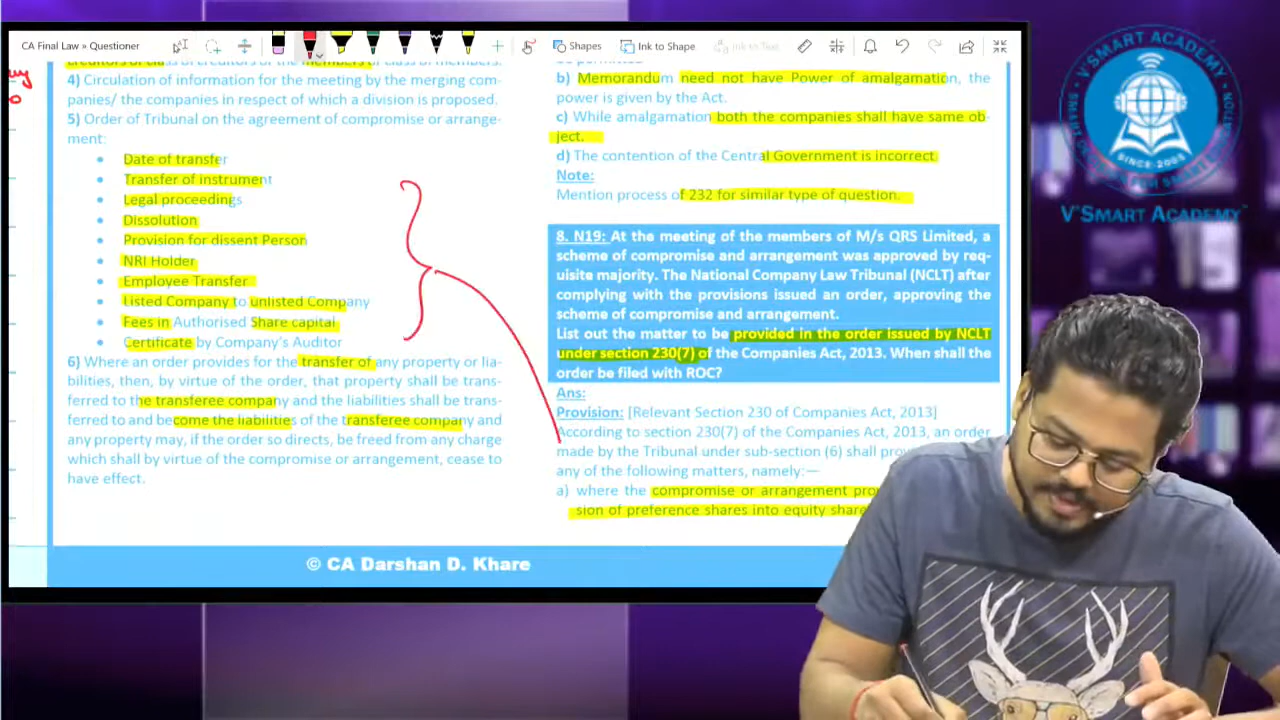 CA Final Law » Questioner
Shapes
Ink to Shape
Ink to Text
4) Circulation of information for the meeting by the merging com-
panies/ the companies in respect of which a division is proposed.
5) Order of Tribunal on the agreement of compromise or arrange-
ment:
• Date of transfer
• Transfer of instrument
• Legal proceedings
• Dissolution
• Provision for dissent Person
• NRI Holder
• Employee Transfer
• Listed Company to unlisted Company
• Fees in Authorised Share capital
• Certificate by Company's Auditor
6) Where an order provides for the transfer of any property or lia-
bilities, then, by virtue of the order, that property shall be trans-
ferred to the transferee company and the liabilities shall be trans-
ferred to and become the liabilities of the transferee company and
any property may, if the order so directs, be freed from any charge
which shall by virtue of the compromise or arrangement, cease to
have effect.
b) Memorandum need not have Power of amalgamation, the
power is given by the Act.
c) While amalgamation both the companies shall have same ob-
ject.
d) The contention of the Central Government is incorrect.
Note:
Mention process of 232 for similar type of question.
8. N19: At the meeting of the members of M/s QRS Limited, a
scheme of compromise and arrangement was approved by req-
uisite majority. The National Company Law Tribunal (NCLT) after
complying with the provisions issued an order, approving the
scheme of compromise and arrangement.
List out the matter to be provided in the order issued by NCLT
under section 230(7) of the Companies Act, 2013. When shall the
order be filed with ROC?
Ans:
Provision: [Relevant Section 230 of Companies Act, 2013]
According to section 230(7) of the Companies Act, 2013, an order
made by the Tribunal under sub-section (6) shall
any of the following matters, namely:—
a) where the compromise or arrangement
sion of preference shares into equity
© CA Darshan D. Khare
V'SMART ACADEMY
SINCE-2005
V'SMART ACADEMY